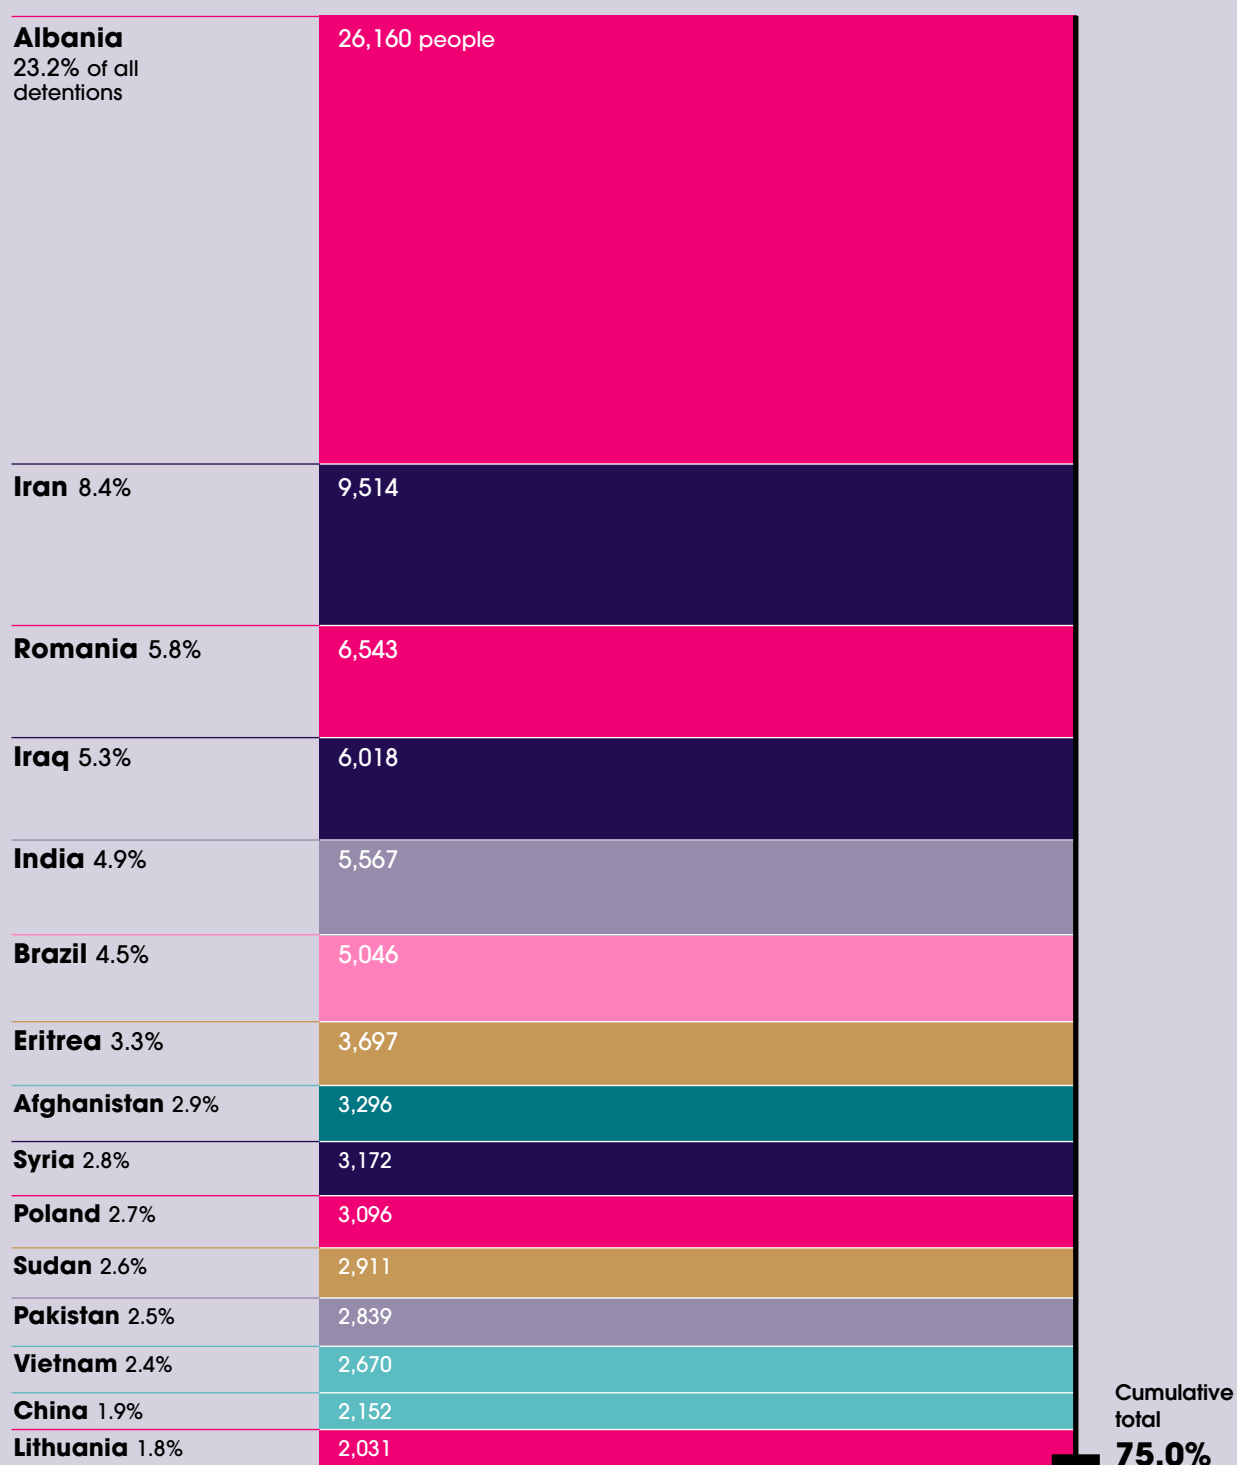 Albania
23.2% of all
detentions
26,160 people
Iran 8.4%
9,514
Romania 5.8%
6,543
Iraq 5.3%
6,018
India 4.9%
5,567
Brazil 4.5%
5,046
Eritrea 3.3%
3,697
Afghanistan 2.9%
3,296
Syria 2.8%
3,172
Poland 2.7%
3,096
Sudan 2.6%
2,911
Pakistan 2.5%
2,839
Vietnam 2.4%
2,670
China 1.9%
2,152
Lithuania 1.8%
2,031
Cumulative
total
75.0%